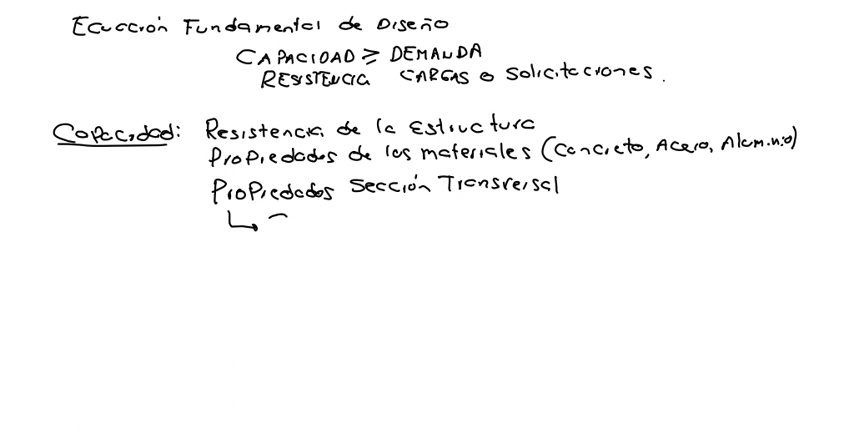 Ecuación Fundamental de Diseño
CAPACIDAD ≥ DEMANDA
RESISTENCIA CARGAS o Solicitaciones.
Capacidad: Resistencia de la Estructura
Propiedades de los materiales (Concreto, Acero, Aluminio)
Propiedades Sección Transversal
↳